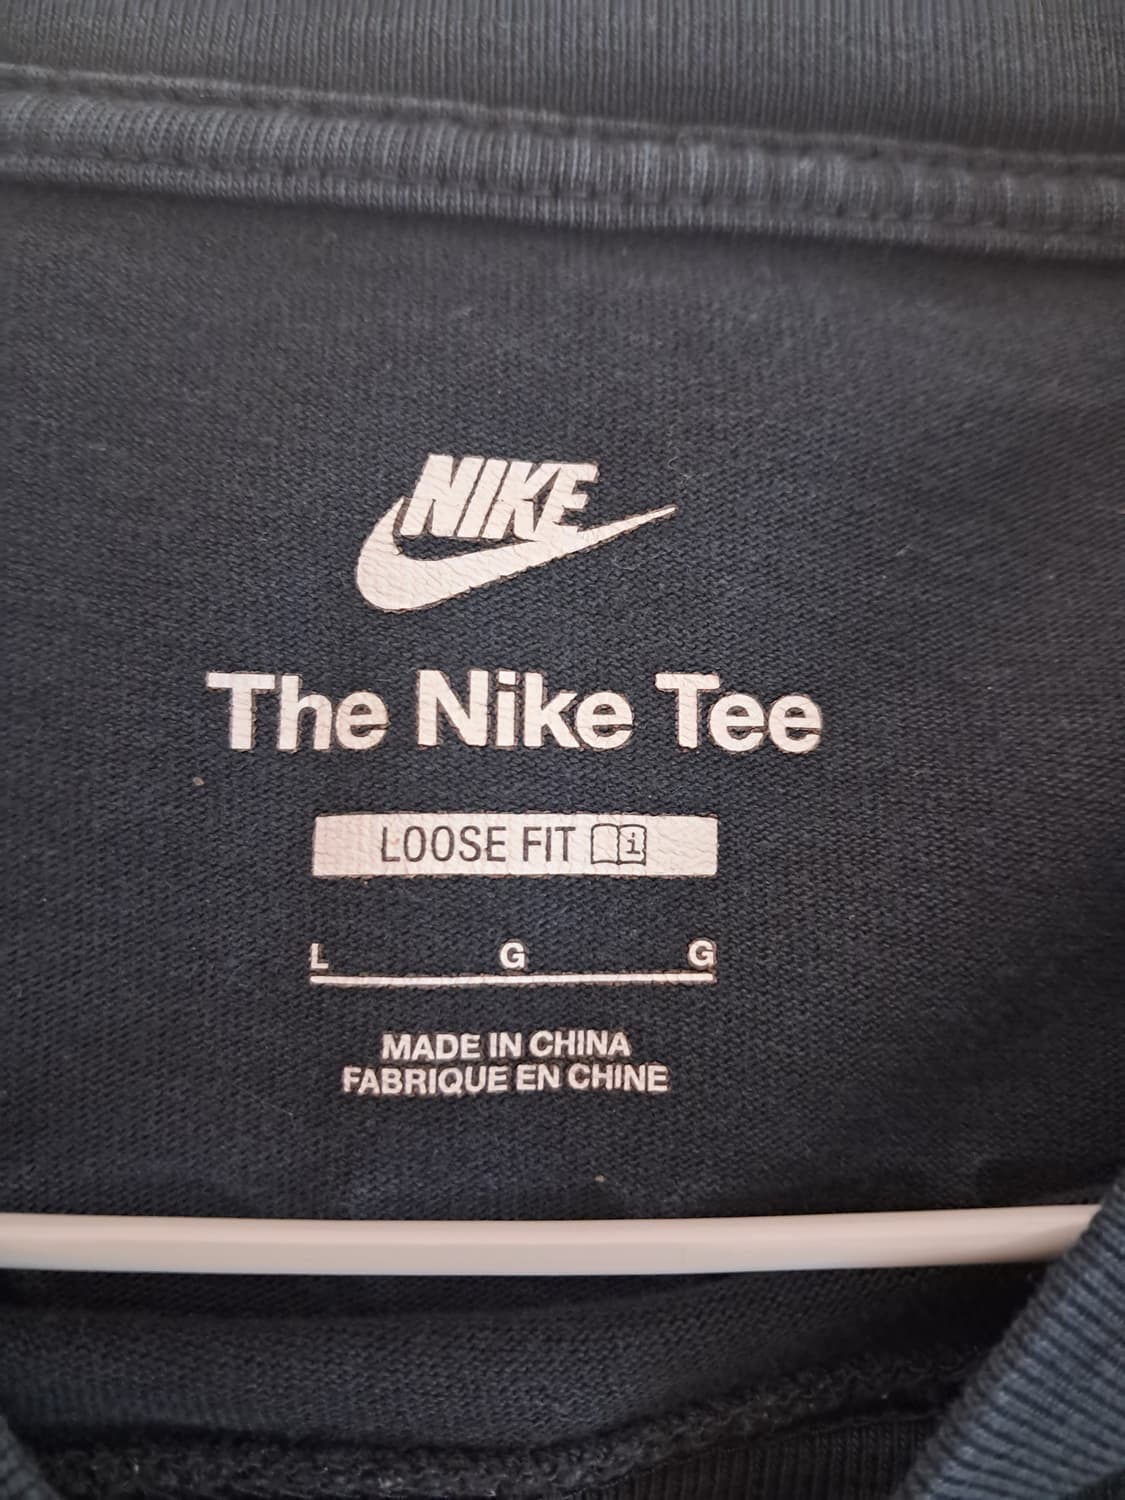 NIKE
The Nike Tee
LOOSE FIT i
L G G
MADE IN CHINA
FABRIQUE EN CHINE